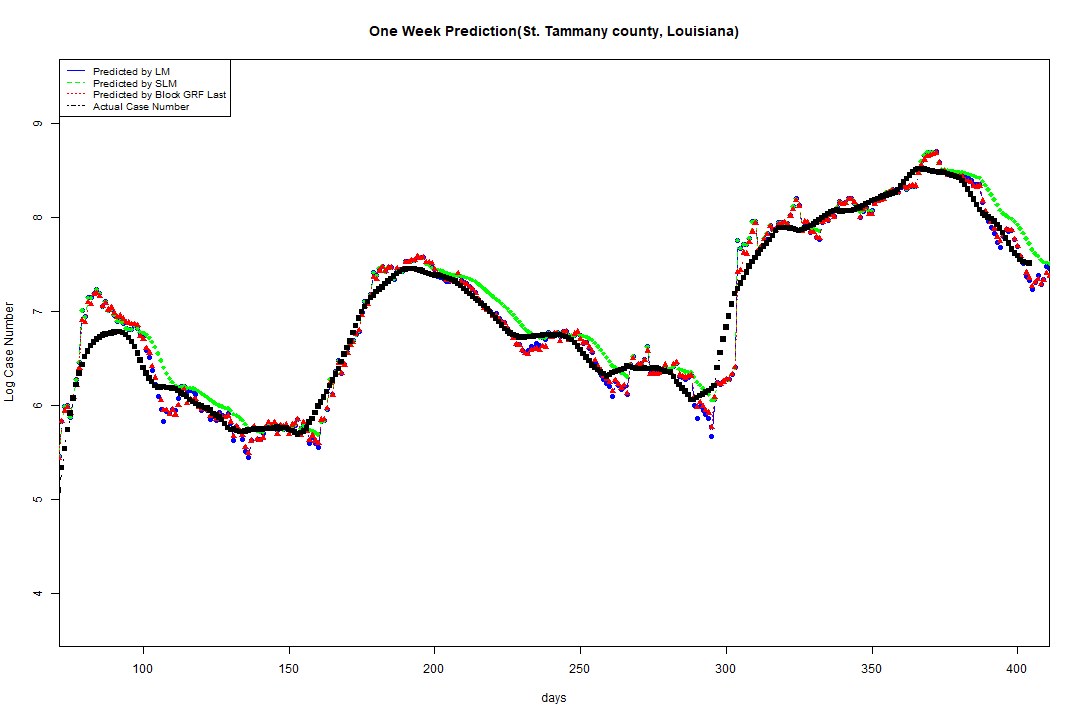 One Week Prediction(St. Tammany county, Louisiana)
Predicted by LM
Predicted by SLM
Predicted by Block GRF Last
Actual Case Number
9
8
7
6
5
4
Log Case Number
100 150 200 250 300 350 400
days